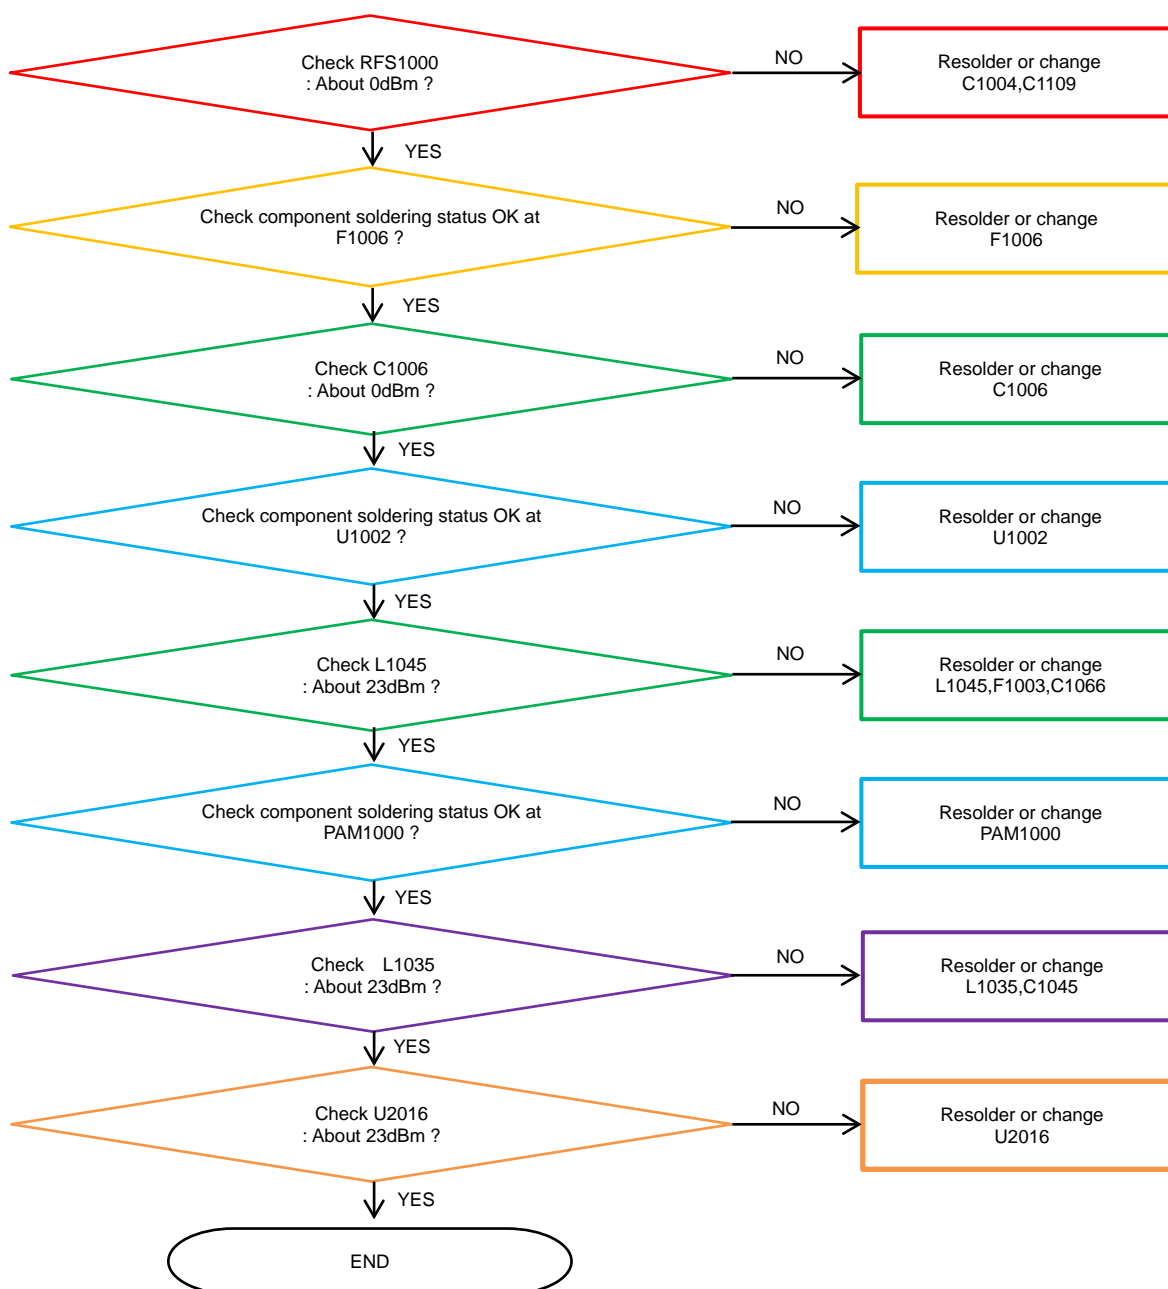 Check RFS1000
: About 0dBm ?
NO
Resolder or change
C1004,C1109
YES
Check component soldering status OK at
F1006 ?
NO
Resolder or change
F1006
YES
Check C1006
: About 0dBm ?
NO
Resolder or change
C1006
YES
Check component soldering status OK at
U1002 ?
NO
Resolder or change
U1002
YES
Check L1045
: About 23dBm ?
NO
Resolder or change
L1045,F1003,C1066
YES
Check component soldering status OK at
PAM1000 ?
NO
Resolder or change
PAM1000
YES
Check L1035
: About 23dBm ?
NO
Resolder or change
L1035,C1045
YES
Check U2016
: About 23dBm ?
NO
Resolder or change
U2016
YES
END